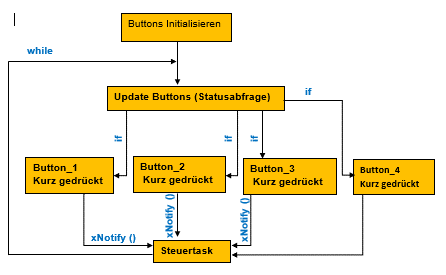 Buttons Initialisieren
while
Update Buttons (Statusabfrage)
if
if
if
if
Button_1
Kurz gedrückt
Button_2
Kurz gedrückt
Button_3
Kurz gedrückt
Button_4
Kurz gedrückt
xNotify ()
xNotify ()
xNotify ()
Steuertask